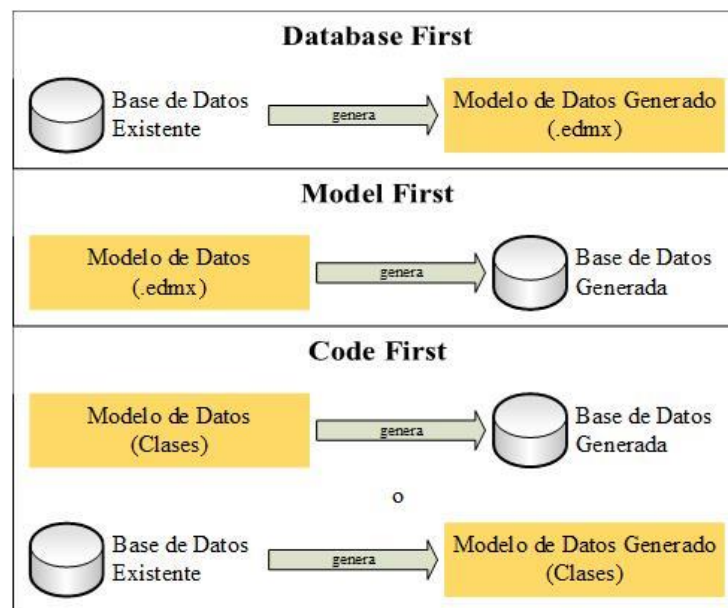 Database First
Base de Datos
Existente
genera
Modelo de Datos Generado
(.edmx)
Model First
Modelo de Datos
(.edmx)
genera
Base de Datos
Generada
Code First
Modelo de Datos
(Clases)
genera
Base de Datos
Generada
o
Base de Datos
Existente
genera
Modelo de Datos Generado
(Clases)